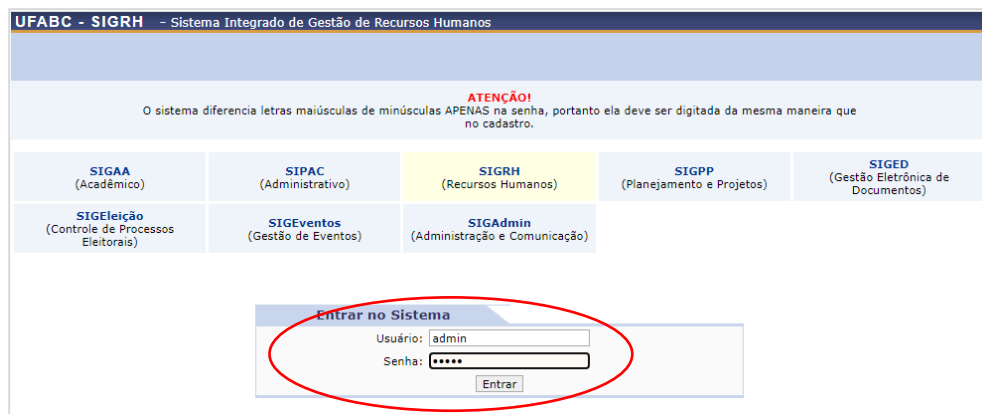 UFABC - SIGRH - Sistema Integrado de Gestão de Recursos Humanos
ATENÇÃO!
O sistema diferencia letras maiúsculas de minúsculas APENAS na senha, portanto ela deve ser digitada da mesma maneira que
no cadastro.
SIGAA
(Acadêmico)
SIPAC
(Administrativo)
SIGRH
(Recursos Humanos)
SIGPP
(Planejamento e Projetos)
SIGED
(Gestão Eletrônica de
Documentos)
SIGEleição
(Controle de Processos
Eleitorais)
SIGEventos
(Gestão de Eventos)
SIGAdmin
(Administração e Comunicação)
Entrar no Sistema
Usuário: admin
Senha: •••••
Entrar